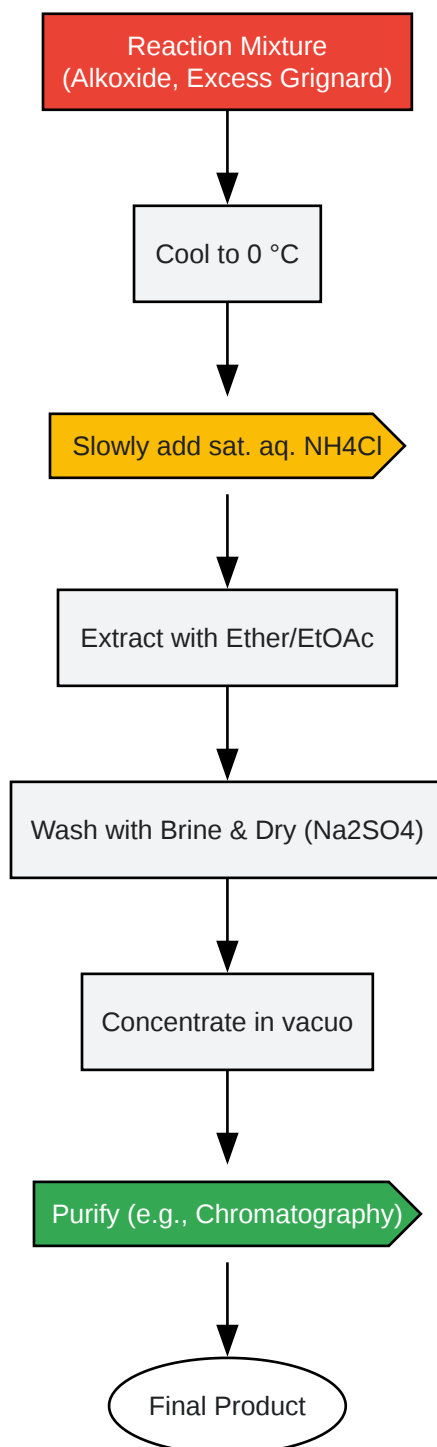 Reaction Mixture
(Alkoxide, Excess Grignard)
Cool to 0 °C
Slowly add sat. aq. NH4Cl
Extract with Ether/EtOAc
Wash with Brine & Dry (Na2SO4)
Concentrate in vacuo
Purify (e.g., Chromatography)
Final Product